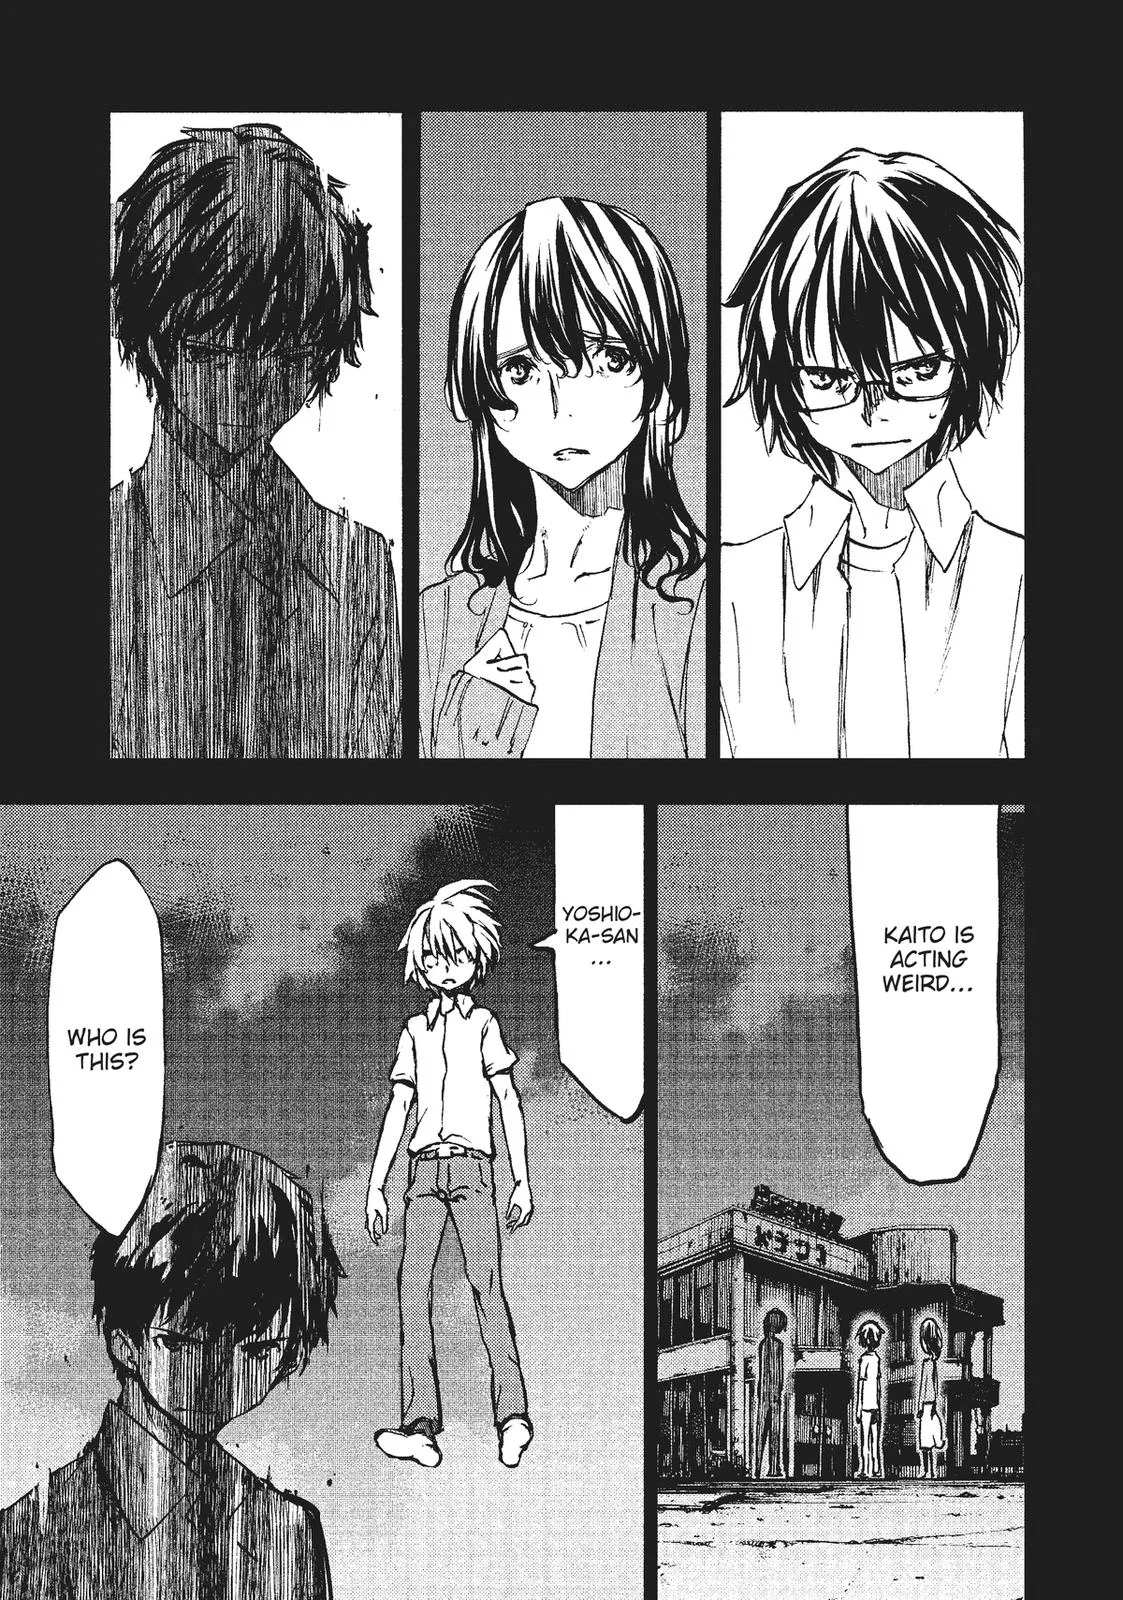 KAITO IS
ACTING
WEIRD...
YOSHIO-
KA-SAN
...
WHO IS
THIS?